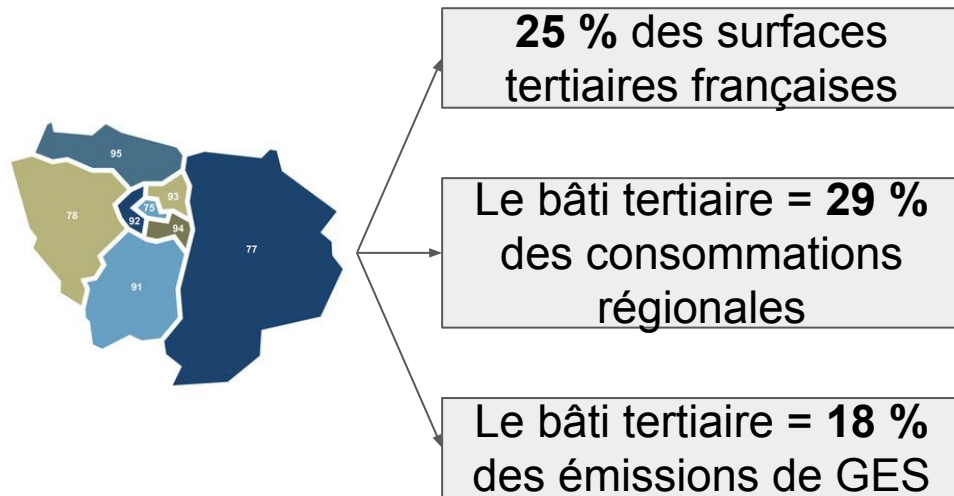 25 % des surfaces
tertiaires françaises
95
78
93
75
92
94
77
91
Le bâti tertiaire = 29 %
des consommations
régionales
Le bâti tertiaire = 18 %
des émissions de GES